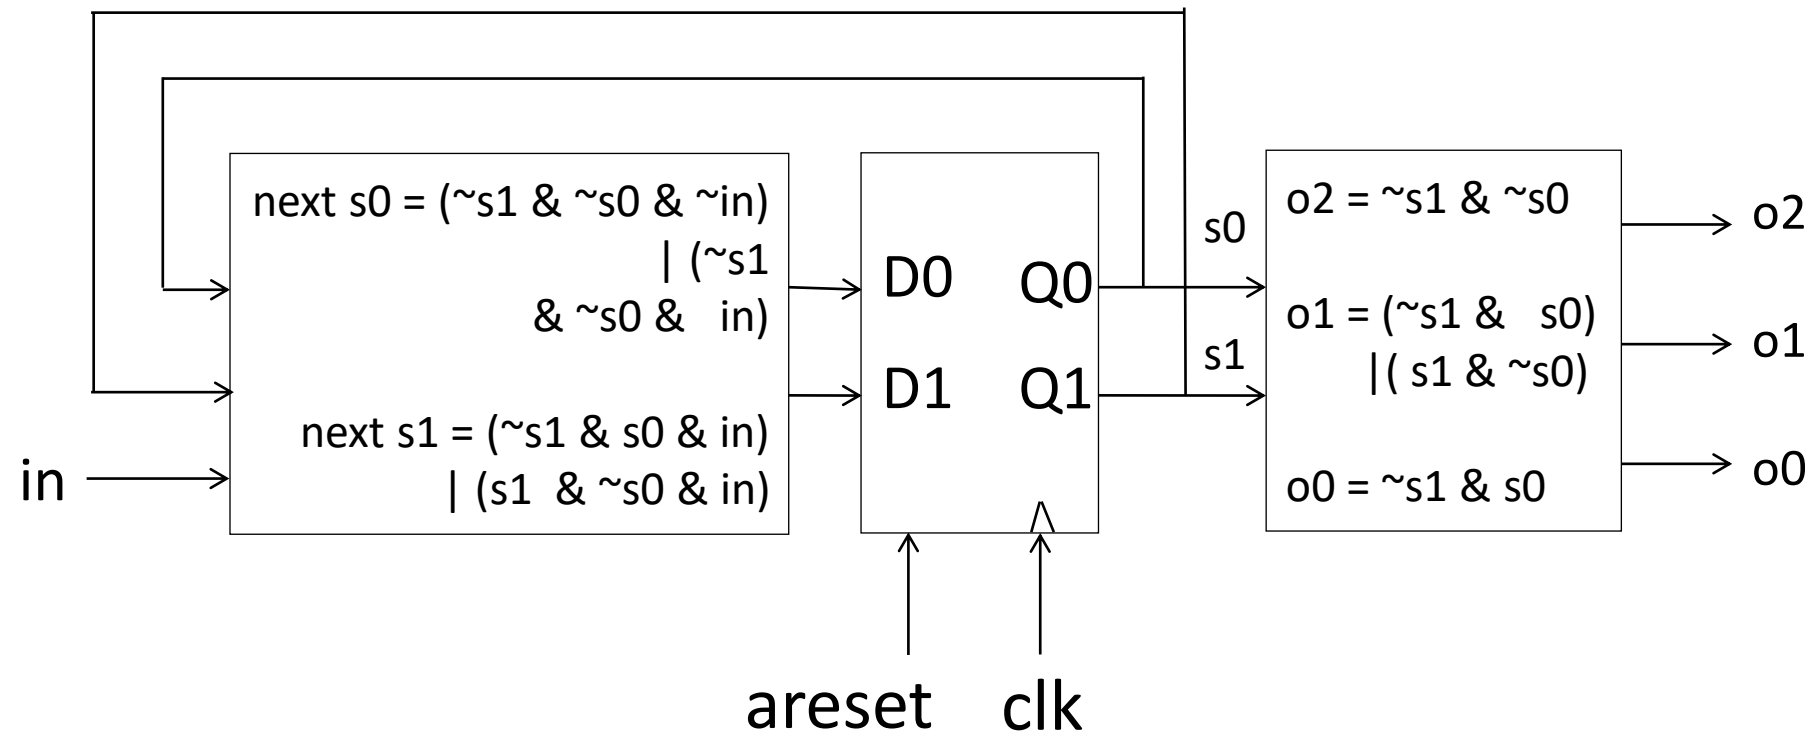 next s0 = (~s1 & ~s0 & ~in)
| (~s1
& ~s0 & in)
next s1 = (~s1 & s0 & in)
| (s1 & ~s0 & in)
in
D0
Q0
D1
Q1
areset
clk
s0
s1
o2 = ~s1 & ~s0
o1 = (~s1 & s0)
|( s1 & ~s0)
o0 = ~s1 & s0
o2
o1
o0